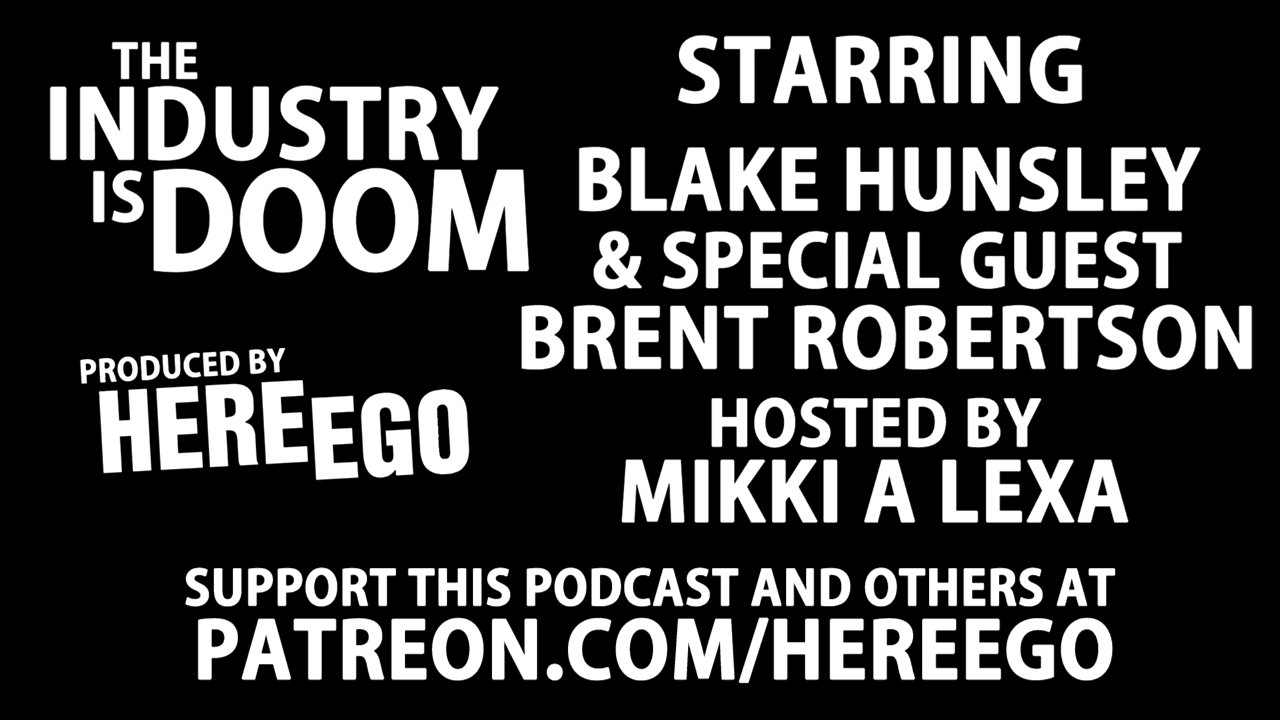 THE
INDUSTRY
IS DOOM
PRODUCED BY
HEREEGO
STARRING
BLAKE HUNSLEY
& SPECIAL GUEST
BRENT ROBERTSON
HOSTED BY
MIKKI A LEXA
SUPPORT THIS PODCAST AND OTHERS AT
PATREON.COM/HEREEGO